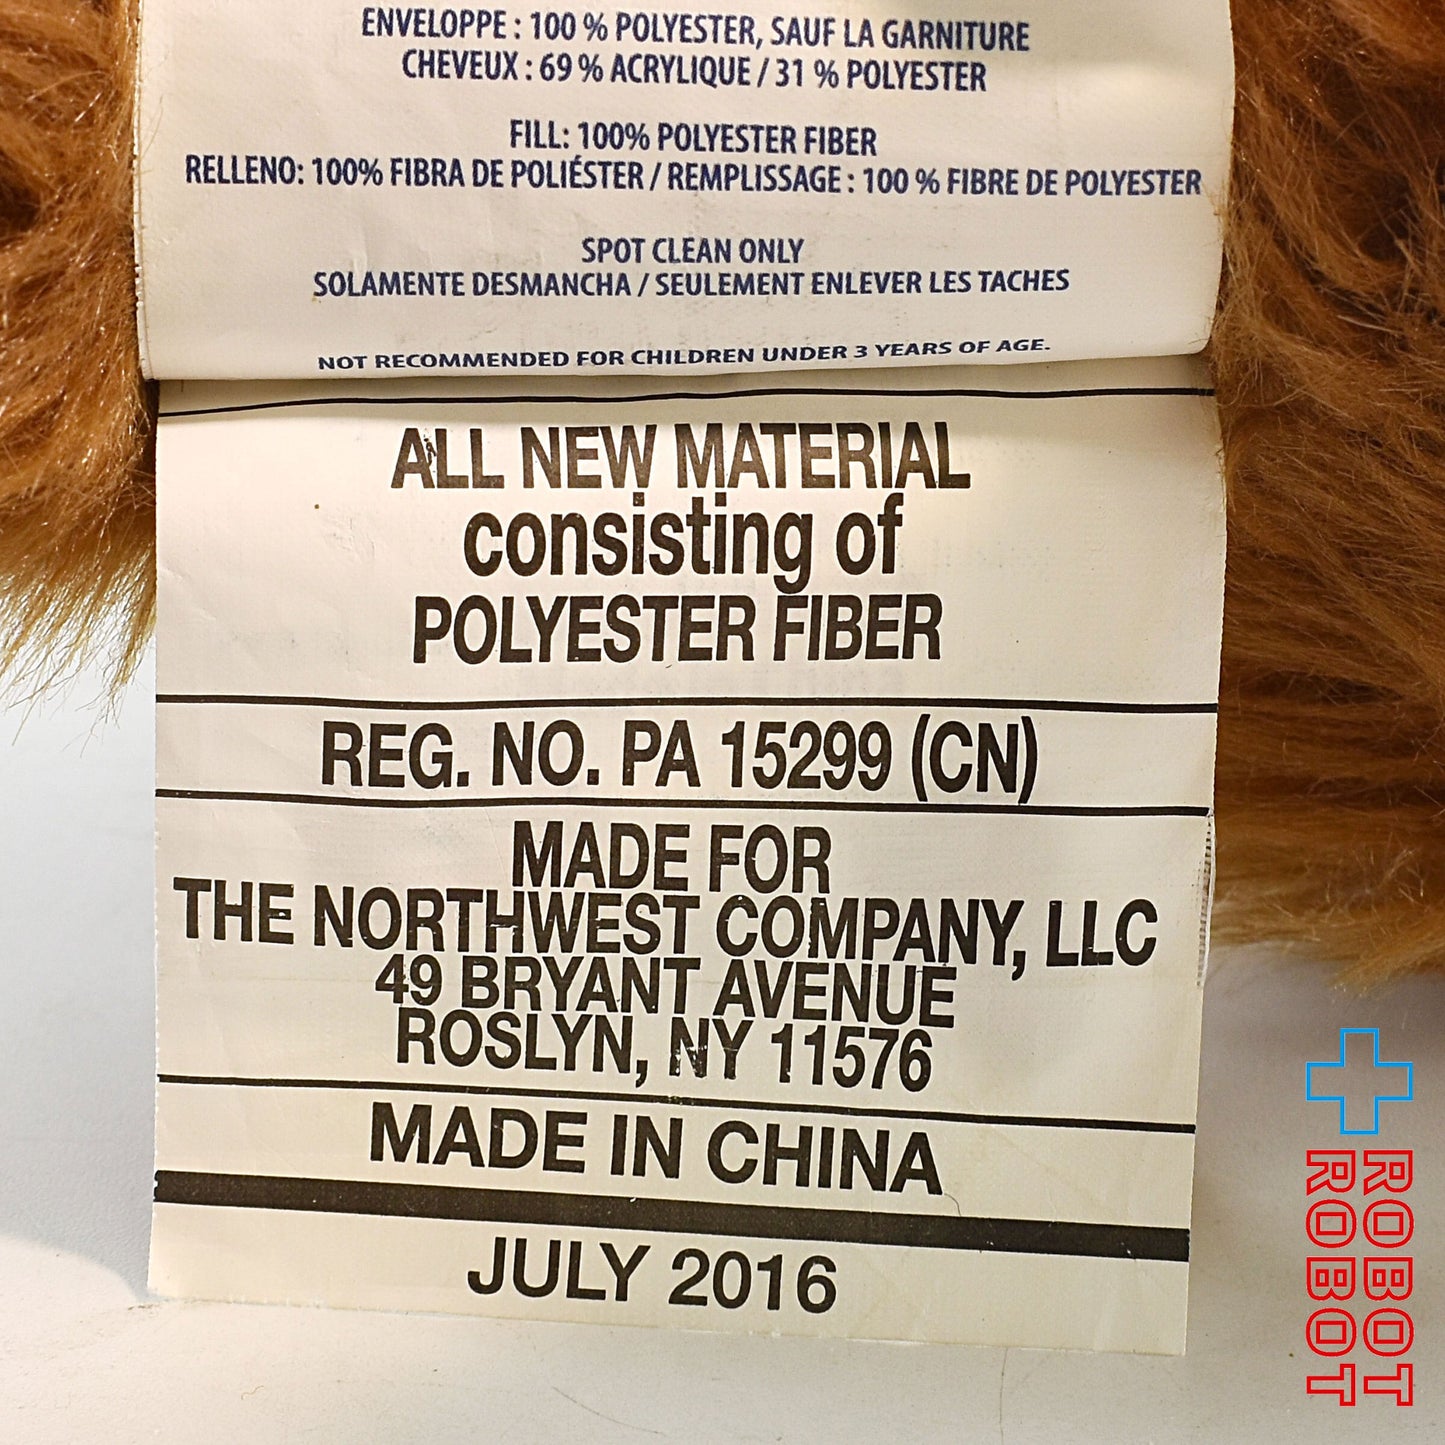 ENVELOPPE : 100 % POLYESTER, SAUF LA GARNITURE
CHEVEUX : 69 % ACRYLIQUE / 31 % POLYESTER
FILL: 100% POLYESTER FIBER
RELLENO: 100% FIBRA DE POLIÉSTER / REMPLISSAGE : 100 % FIBRE DE POLYESTER
SPOT CLEAN ONLY
SOLAMENTE DESMANCHA / SEULEMENT ENLEVER LES TACHES
NOT RECOMMENDED FOR CHILDREN UNDER 3 YEARS OF AGE.
ALL NEW MATERIAL
consisting of
POLYESTER FIBER
REG. NO. PA 15299 (CN)
MADE FOR
THE NORTHWEST COMPANY, LLC
49 BRYANT AVENUE
ROSLYN, NY 11576
MADE IN CHINA
JULY 2016
ROBOT
ROBOT